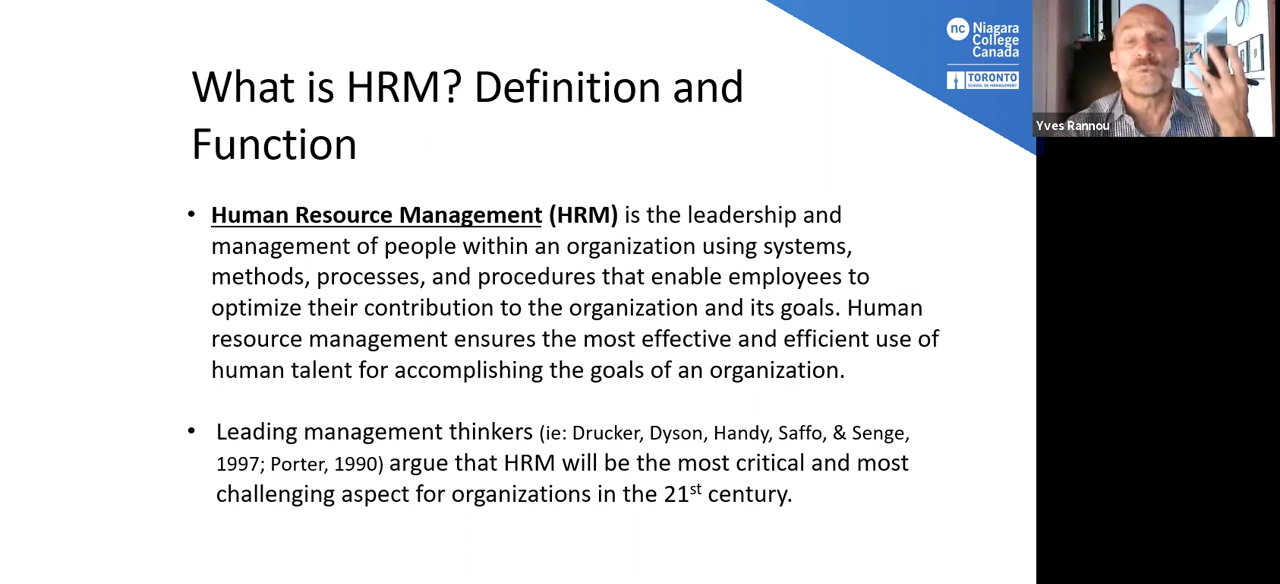 What is HRM? Definition and
Function
• Human Resource Management (HRM) is the leadership and
management of people within an organization using systems,
methods, processes, and procedures that enable employees to
optimize their contribution to the organization and its goals. Human
resource management ensures the most effective and efficient use of
human talent for accomplishing the goals of an organization.
• Leading management thinkers (ie: Drucker, Dyson, Handy, Saffo, & Senge,
1997; Porter, 1990) argue that HRM will be the most critical and most
challenging aspect for organizations in the 21st century.
nc
Niagara
College
Canada
TORONTO
SCHOOL OF MANAGEMENT
Yves Rannou